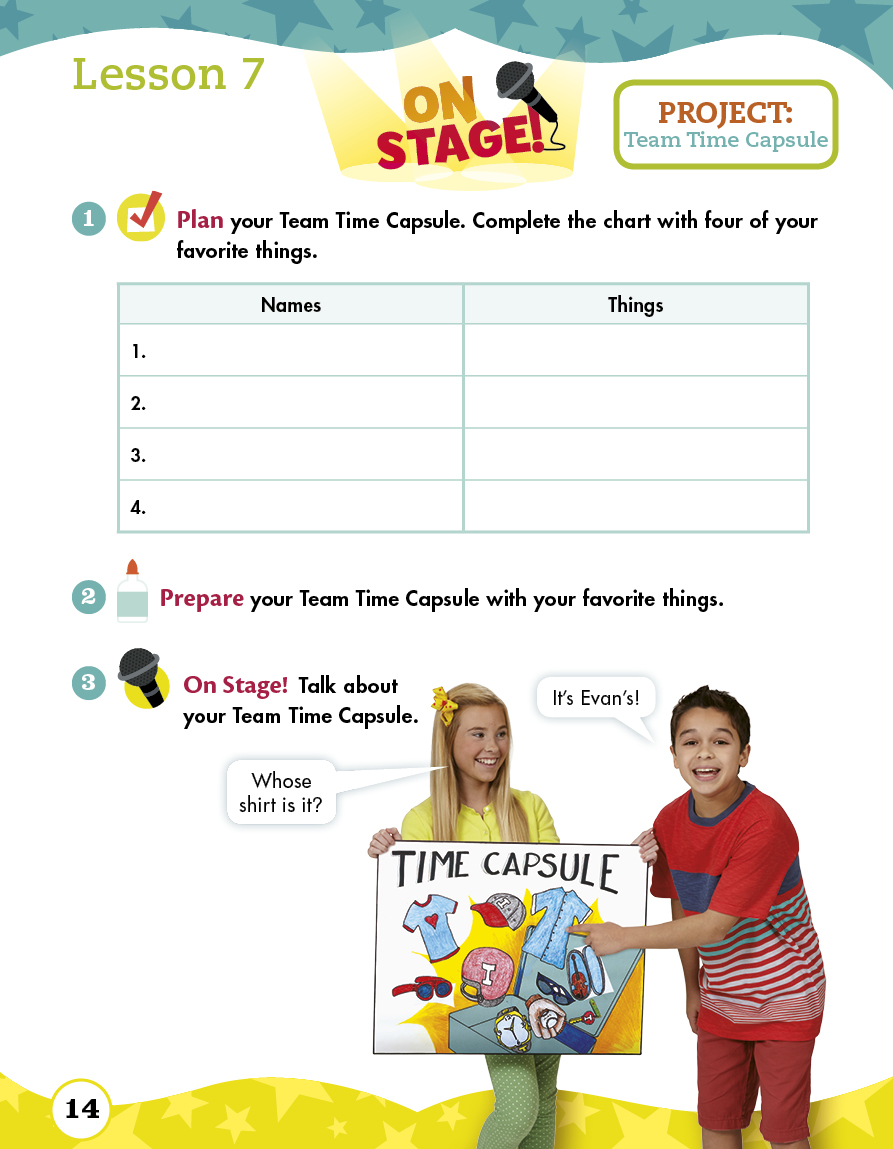 Lesson 7
ON
STAGE!
PROJECT:
Team Time Capsule
1
Plan your Team Time Capsule. Complete the chart with four of your
favorite things.
Names Things
1.
2.
3.
4.
2
Prepare your Team Time Capsule with your favorite things.
3
On Stage! Talk about
your Team Time Capsule.
It's Evan's!
Whose
shirt is it?
TIME CAPSULE
I
I
14